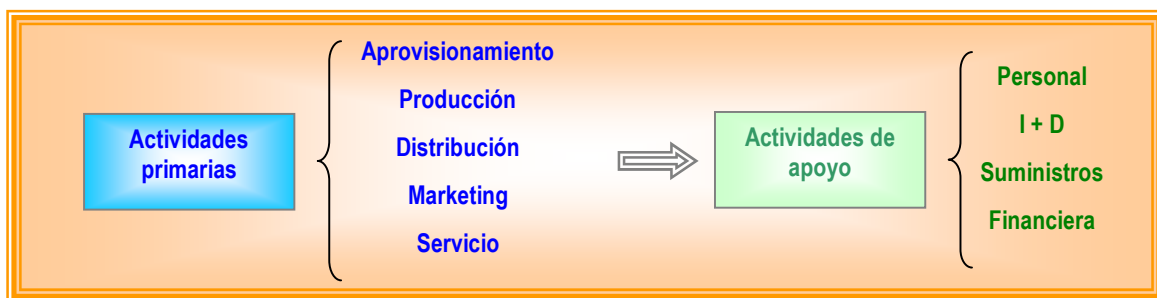 Actividades
primarias
Aprovisionamiento
Producción
Distribución
Marketing
Servicio
Actividades de
apoyo
Personal
I + D
Suministros
Financiera